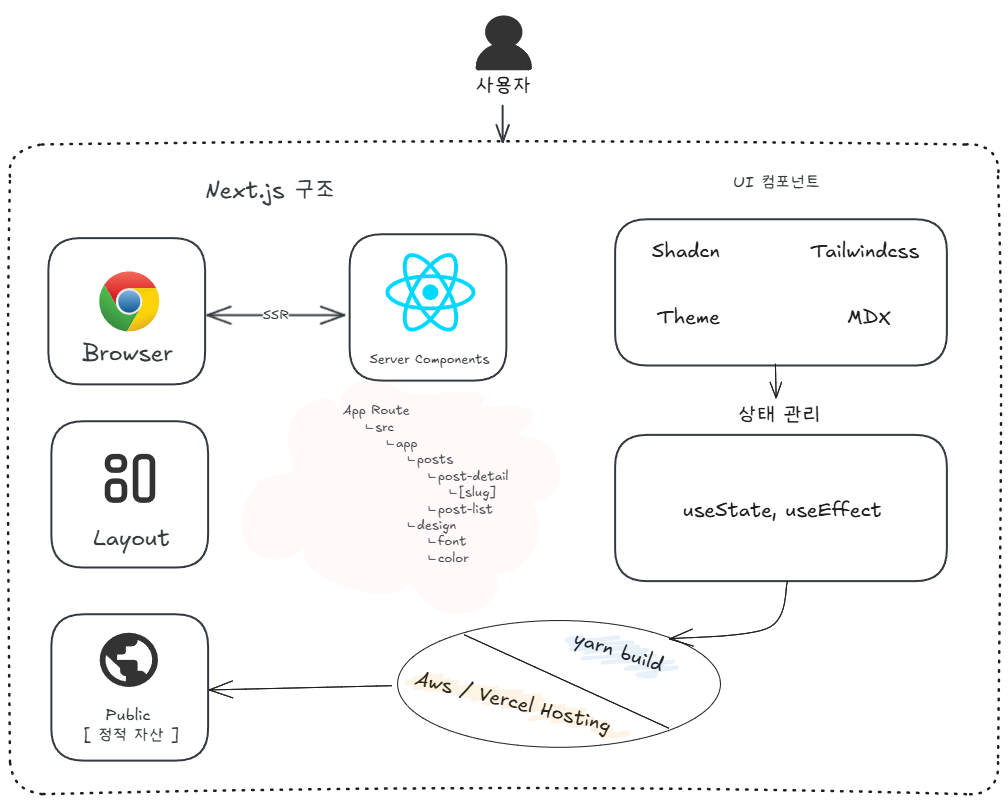 사용자
Next.js 구조
UI 컴포넌트
Browser
SSR
Server Components
Shadcn
Tailwindcss
Theme
MDX
상태 관리
useState, useEffect
App Route
└src
└app
└posts
└post-detail
└[slug]
└post-list
└design
└font
└color
Layout
yarn build
Aws / Vercel Hosting
Public
[ 정적 자산 ]